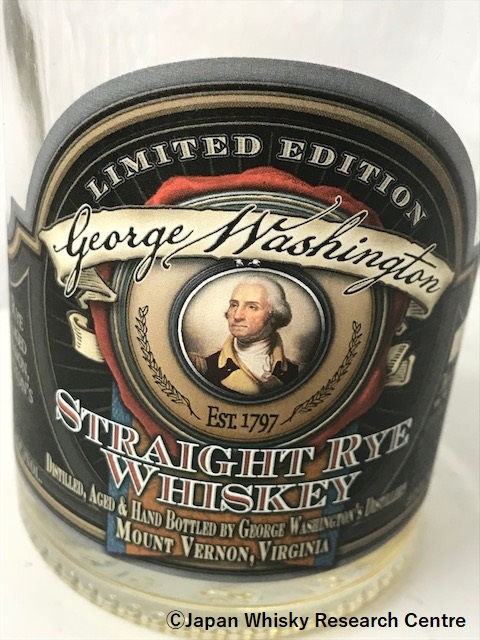 LIMITED EDITION
George Washington
EST. 1797
STRAIGHT RYE
WHISKEY
DISTILLED, AGED & HAND BOTTLED BY GEORGE WASHINGTON'S
MOUNT VERNON, VIRGINIA
©Japan Whisky Research Centre